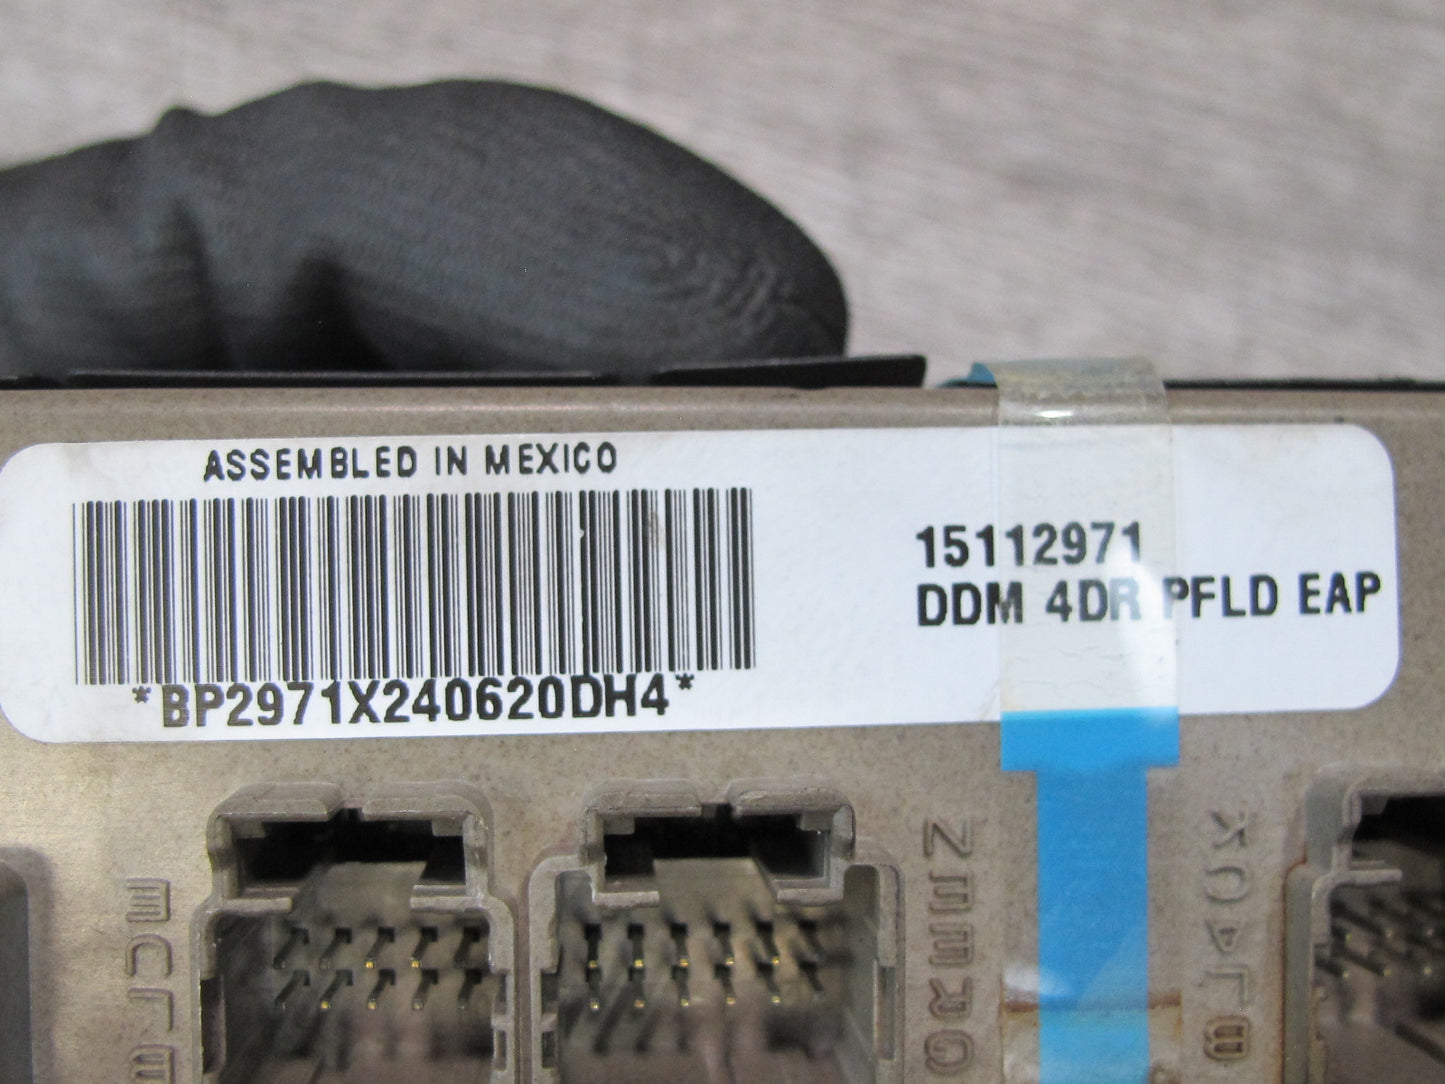 ASSEMBLED IN MEXICO
*BP2971X240620DH4*
15112971
DDM 4DR PFLD EAP